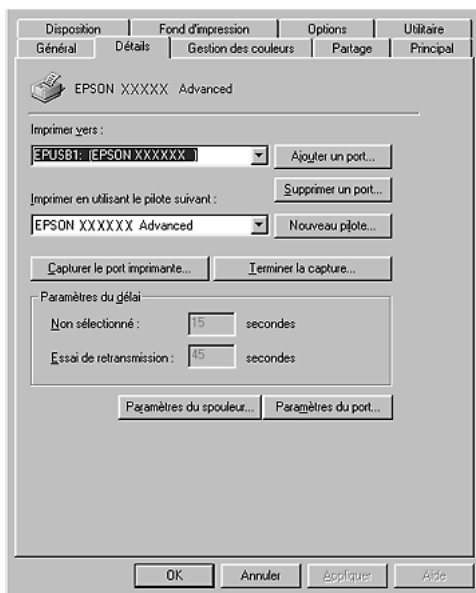 Disposition Fond d'impression Options Utilitaire
Général Détails Gestion des couleurs Partage Principal
EPSON XXXXX Advanced
Imprimer vers :
EPUSB1: (EPSON XXXXXX )
Ajouter un port...
Supprimer un port...
Imprimer en utilisant le pilote suivant :
EPSON XXXXXX Advanced
Nouveau pilote...
Capturer le port imprimante... Terminer la capture...
Paramètres du délai
Non sélectionné : 15 secondes
Essai de retransmission : 45 secondes
Paramètres du spouleur... Paramètres du port...
OK Annuler Appliquer Aide